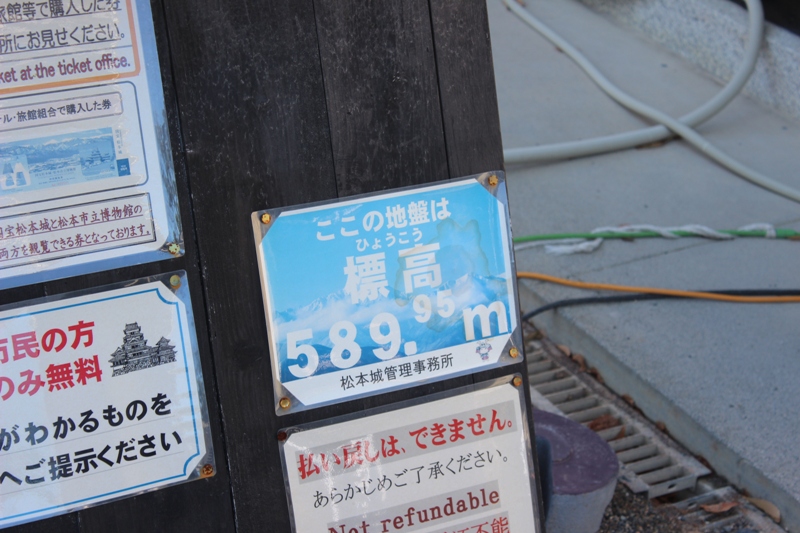 旅館等で購入した券
所にお見せください。
ket at the ticket office.
ル・旅館組合で購入した券
国宝松本城と松本市立博物館の
両方を観覧できる券となっております。
市民の方
のみ無料
がわかるものを
へご提示ください
ここの地盤は
ひょうこう
標高
589.95m
松本城管理事務所
払い戻しは、できません。
あらかじめご了承ください。
Not refundable
不能